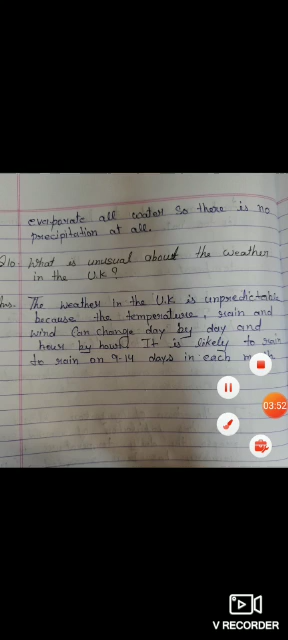 evaporate all water So there is no
precipitation at all.
Q10. What is unusual about the weather
in the U.K?
Ans. The weather in the U.K is unpredictable
because the temperature, rain and
wind Can change day by day and
hour by hour. It is likely to rain
to rain on 9-14 days in each
03:52
V RECORDER